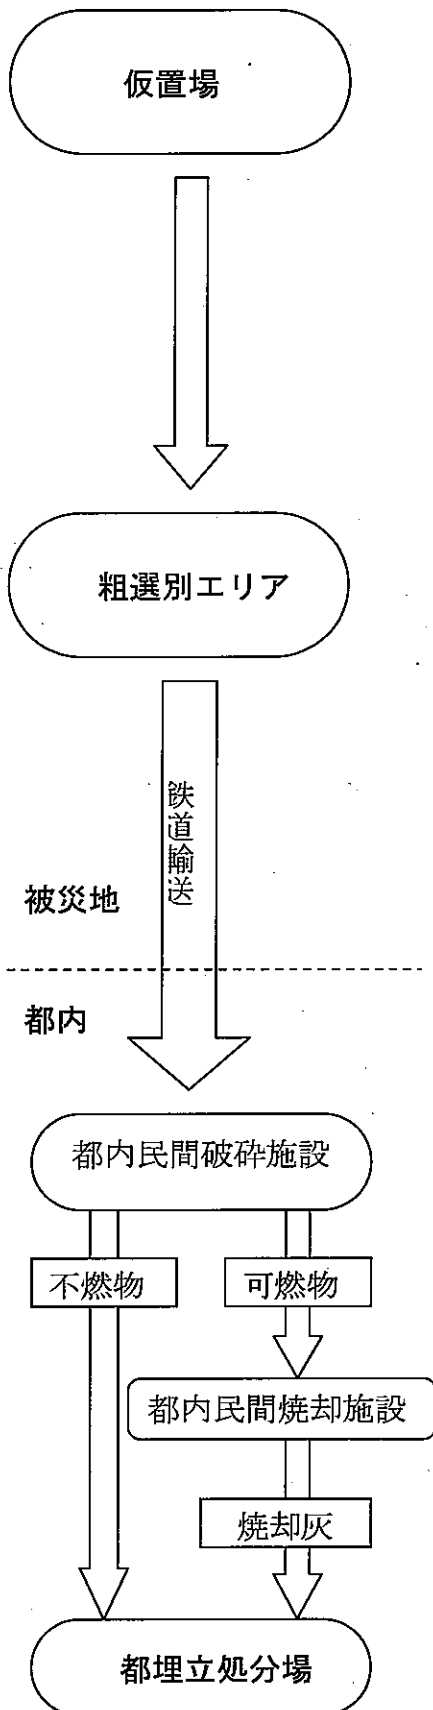 仮置場
粗選別エリア
鉄道輸送
被災地
都内
都内民間破砕施設
不燃物
可燃物
都内民間焼却施設
焼却灰
都埋立処分場